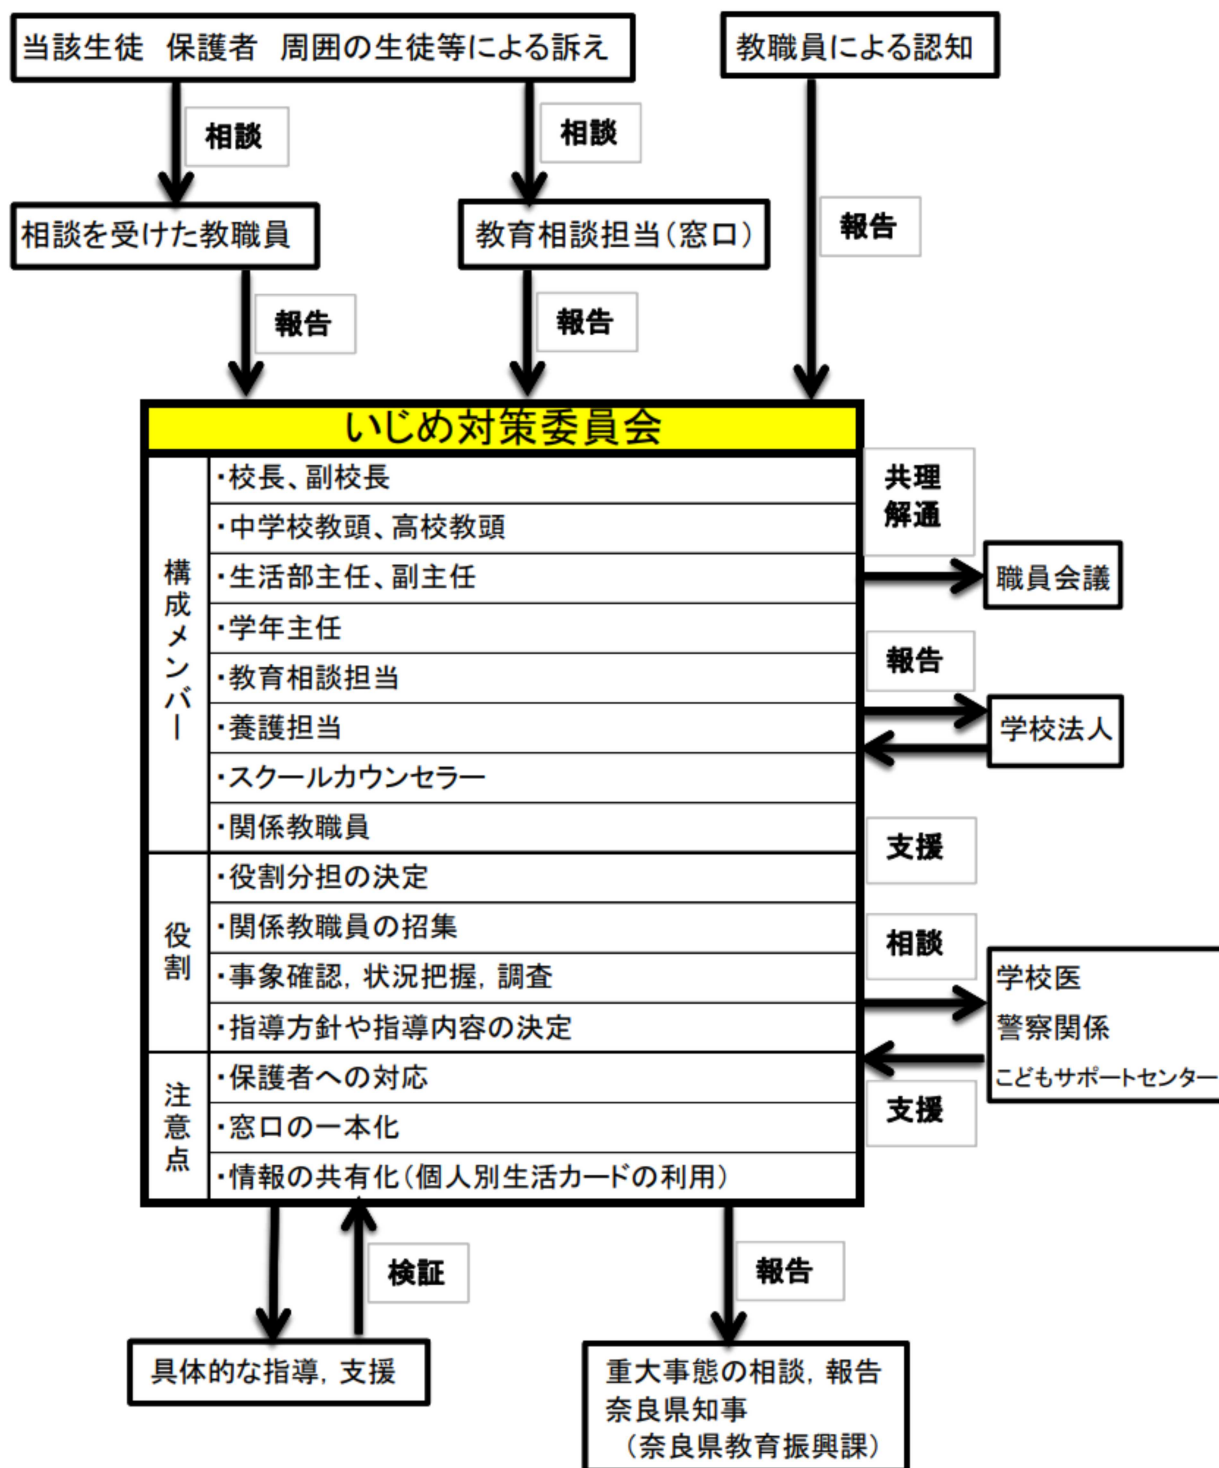 当該生徒　保護者　周囲の生徒等による訴え
教職員による認知
相談
相談
報告
相談を受けた教職員
教育相談担当(窓口)
報告
報告
いじめ対策委員会
構成メンバー
・校長、副校長
・中学校教頭、高校教頭
・生活部主任、副主任
・学年主任
・教育相談担当
・養護担当
・スクールカウンセラー
・関係教職員
役割
・役割分担の決定
・関係教職員の招集
・事象確認，状況把握，調査
・指導方針や指導内容の決定
注意点
・保護者への対応
・窓口の一本化
・情報の共有化(個人別生活カードの利用)
共理
解通
職員会議
報告
学校法人
支援
相談
学校医
警察関係
こどもサポートセンター
支援
検証
報告
具体的な指導，支援
重大事態の相談，報告
奈良県知事
(奈良県教育振興課)